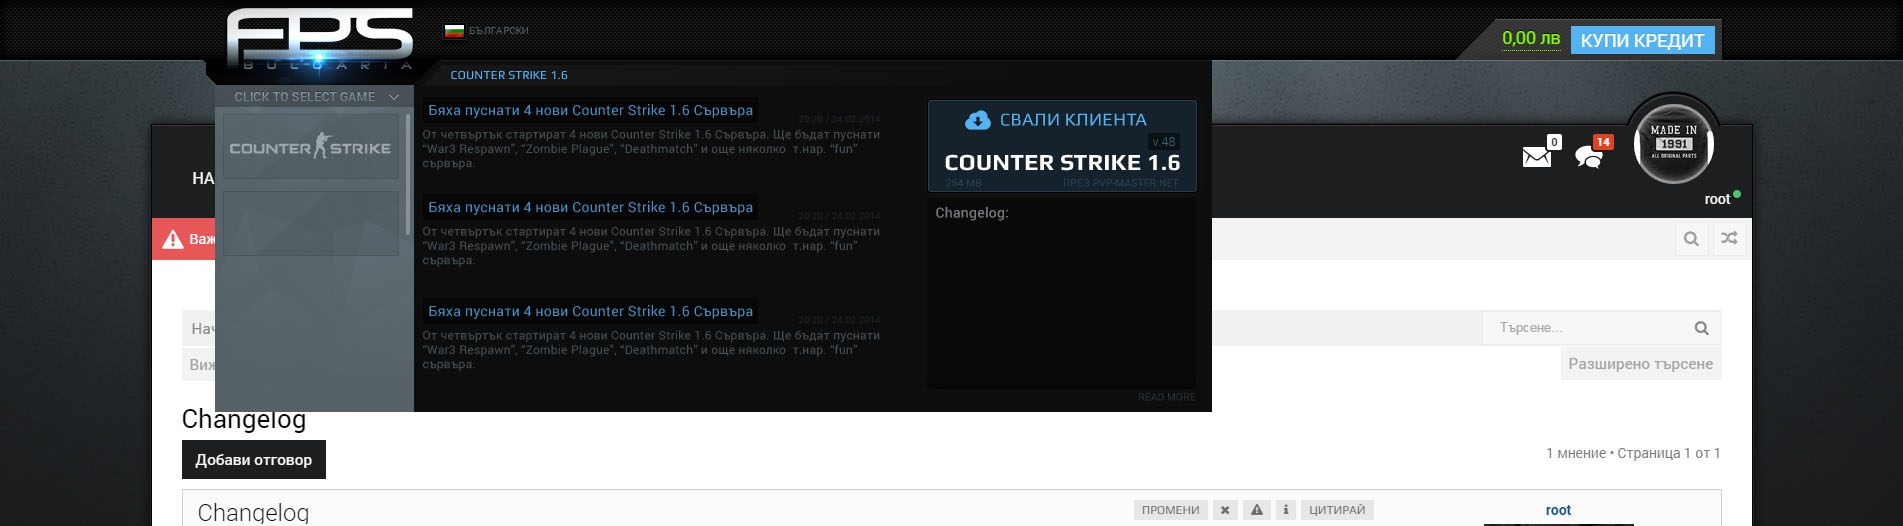 FPS
BULGARIA
БЪЛГАРСКИ
0,00 лв
КУПИ КРЕДИТ
COUNTER STRIKE 1.6
CLICK TO SELECT GAME
COUNTER STRIKE
Бяха пуснати 4 нови Counter Strike 1.6 Сървъра
20:20 / 24.02.2014
От четвъртък стартират 4 нови Counter Strike 1.6 Сървъра. Ще бъдат пуснати
“War3 Respawn”, “Zombie Plague”, “Deathmatch” и още няколко т.нар. “fun”
сървъра.
Бяха пуснати 4 нови Counter Strike 1.6 Сървъра
20:20 / 24.02.2014
От четвъртък стартират 4 нови Counter Strike 1.6 Сървъра. Ще бъдат пуснати
“War3 Respawn”, “Zombie Plague”, “Deathmatch” и още няколко т.нар. “fun”
сървъра.
Бяха пуснати 4 нови Counter Strike 1.6 Сървъра
20:20 / 24.02.2014
От четвъртък стартират 4 нови Counter Strike 1.6 Сървъра. Ще бъдат пуснати
“War3 Respawn”, “Zombie Plague”, “Deathmatch” и още няколко т.нар. “fun”
сървъра.
СВАЛИ КЛИЕНТА
v.48
COUNTER STRIKE 1.6
264 MB
ПРЕЗ PVP-MASTER.NET
Changelog:
READ MORE
НА
0
14
MADE IN
1991
ALL ORIGINAL PARTS
root
Важ
Нач
Търсене...
Виж
Разширено търсене
Changelog
Добави отговор
1 мнение • Страница 1 от 1
Changelog
ПРОМЕНИ
ЦИТИРАЙ
root